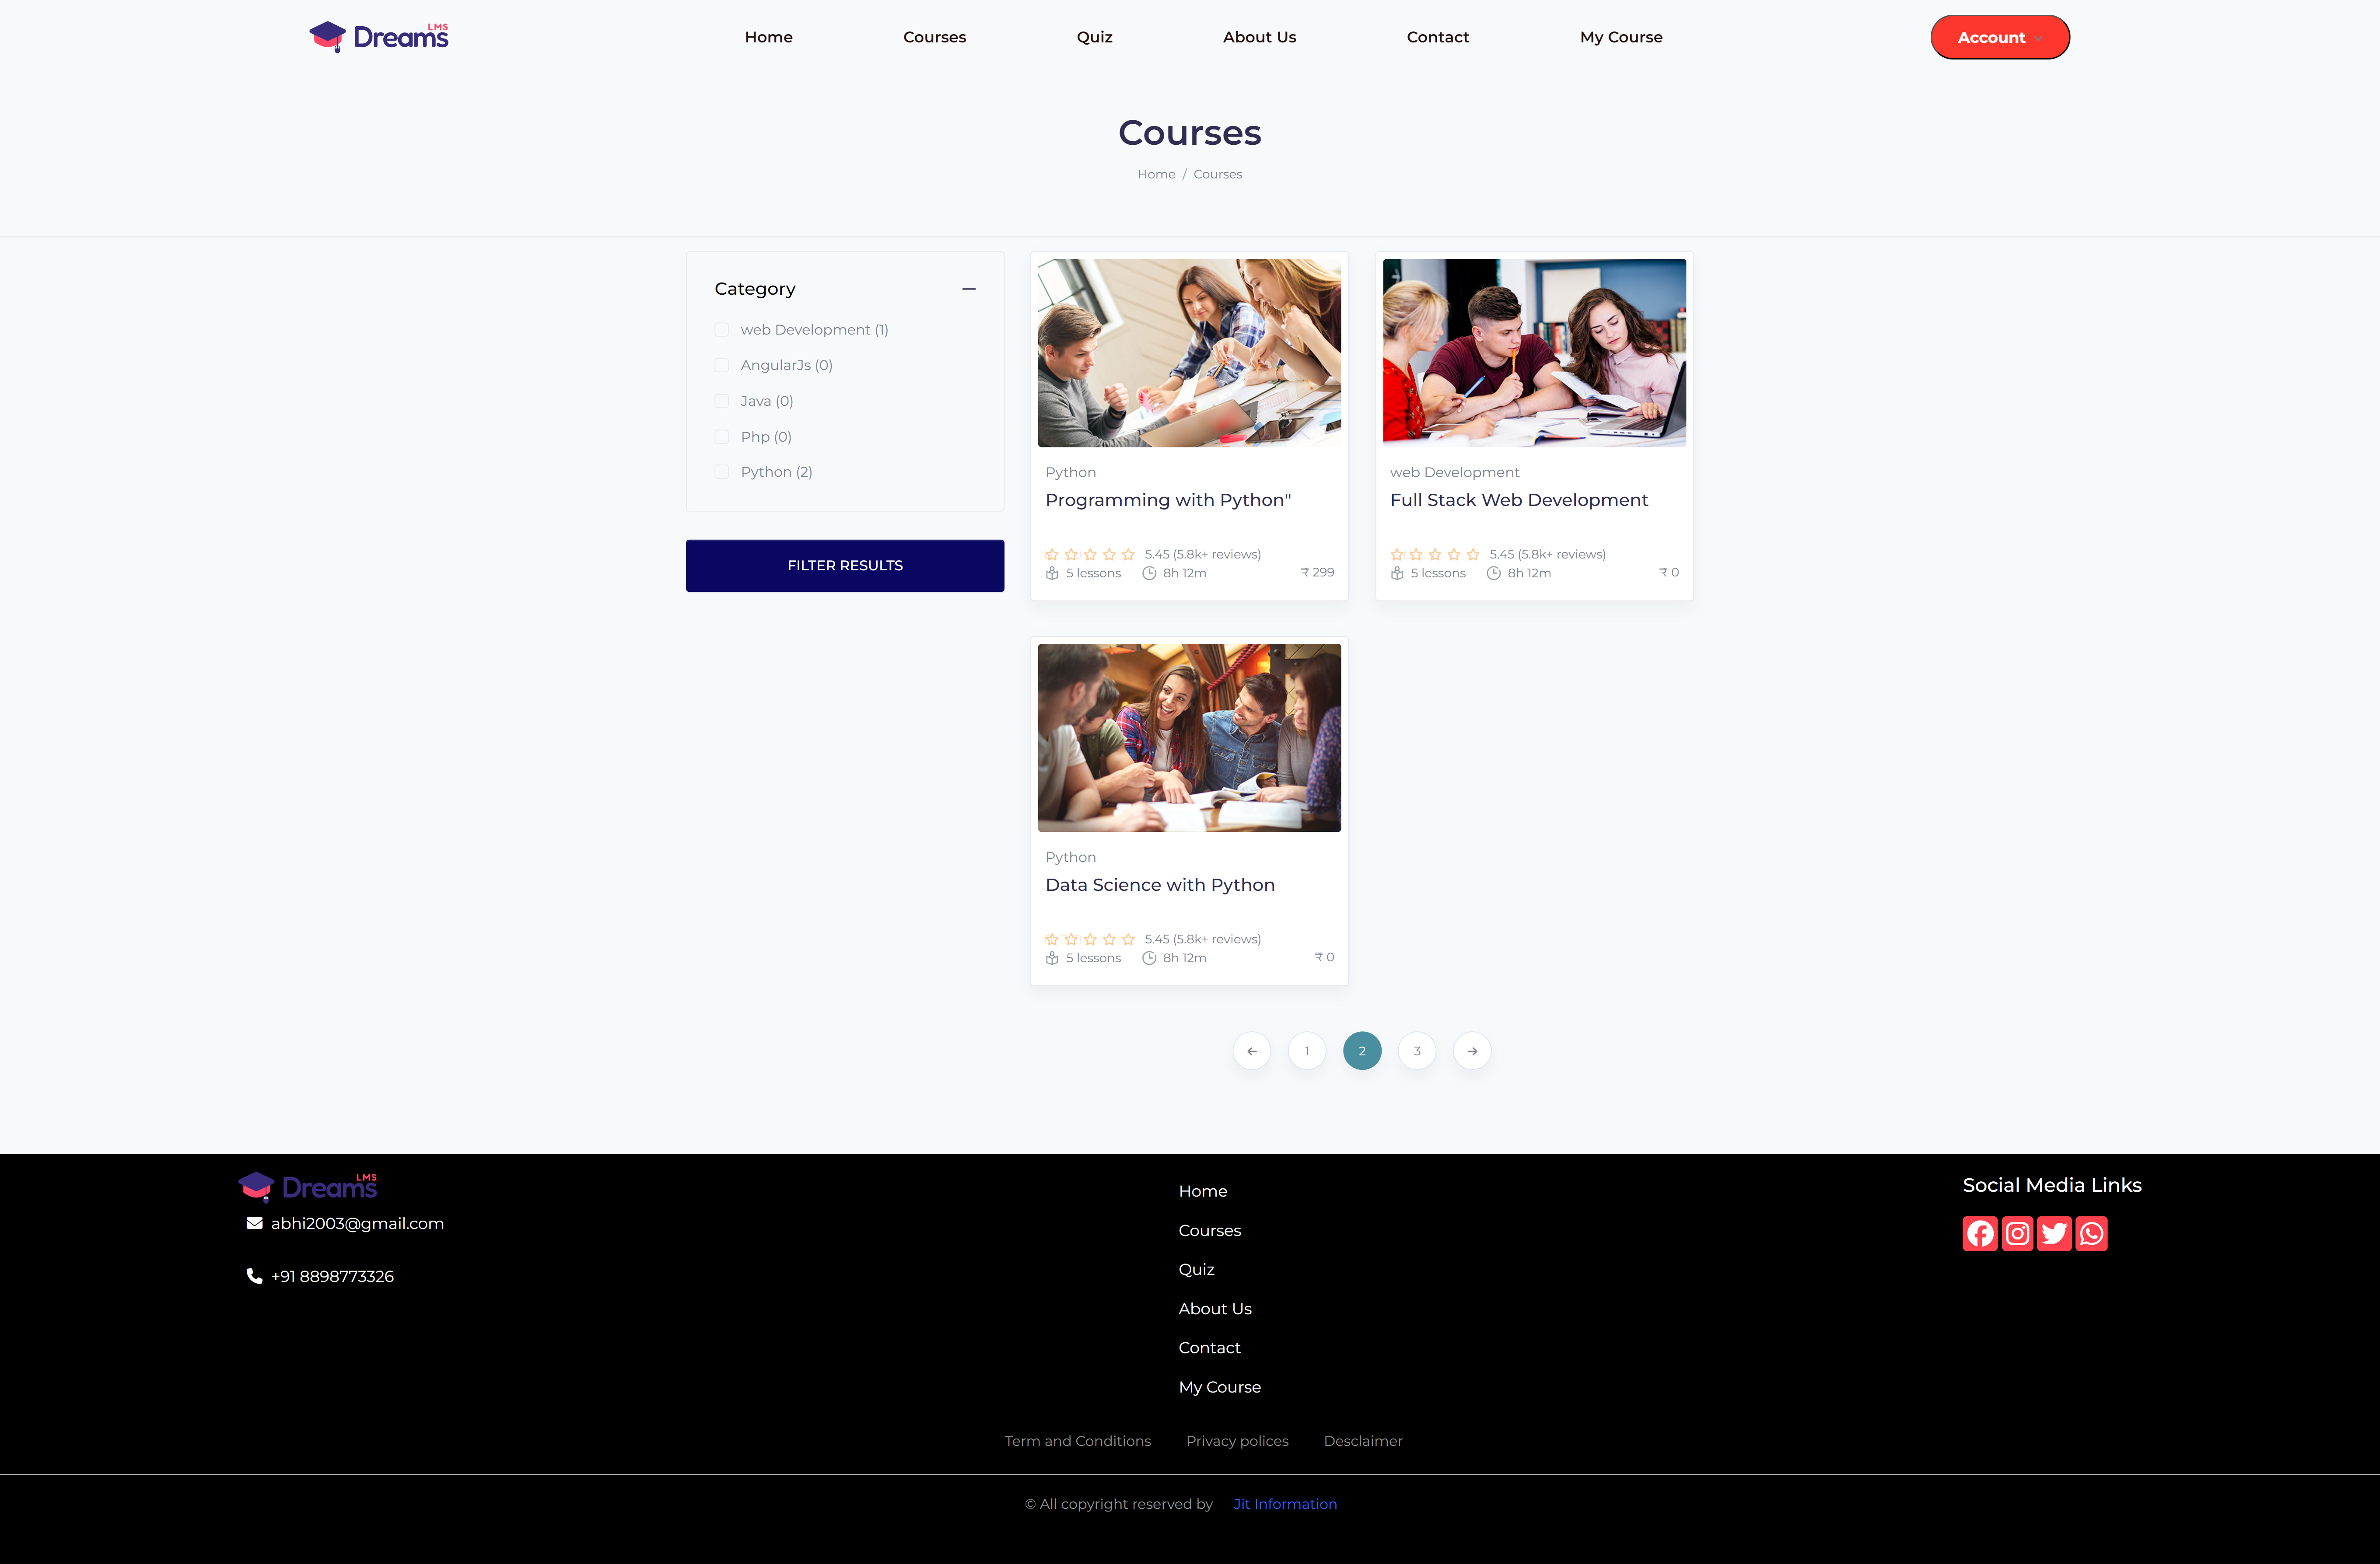 Dreams LMS
Home Courses Quiz About Us Contact My Course Account
Courses
Home / Courses
Category
web Development (1)
AngularJs (0)
Java (0)
Php (0)
Python (2)
FILTER RESULTS
Python
Programming with Python"
5.45 (5.8k+ reviews)
5 lessons 8h 12m ₹ 299
web Development
Full Stack Web Development
5.45 (5.8k+ reviews)
5 lessons 8h 12m ₹ 0
Python
Data Science with Python
5.45 (5.8k+ reviews)
5 lessons 8h 12m ₹ 0
1 2 3
Dreams LMS
abhi2003@gmail.com
+91 8898773326
Home
Courses
Quiz
About Us
Contact
My Course
Social Media Links
Term and Conditions Privacy polices Desclaimer
© All copyright reserved by Jit Information